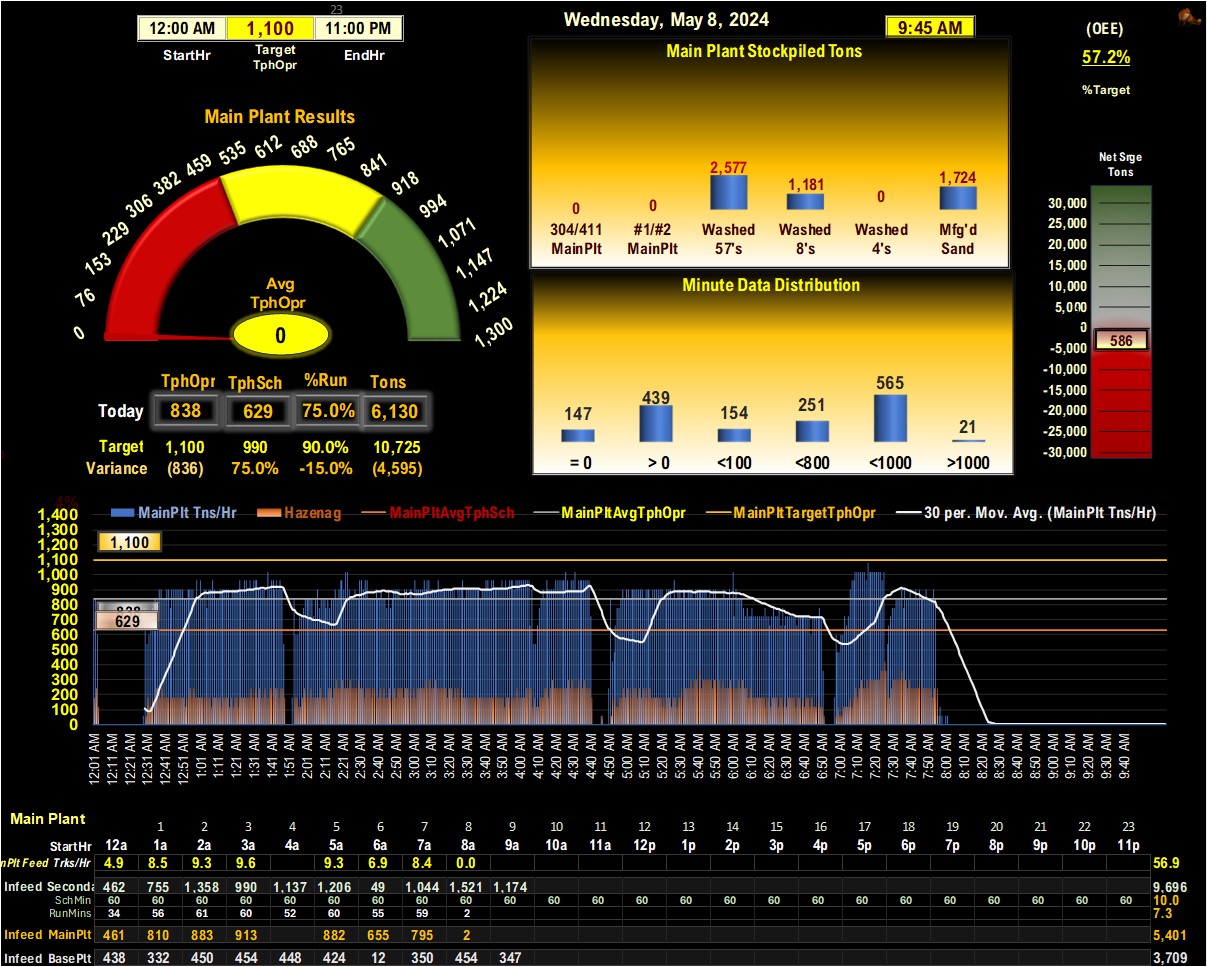 23
Wednesday, May 8, 2024
12:00 AM 1,100 11:00 PM
9:45 AM
StartHr Target TphOpr EndHr
(OEE)
57.2%
%Target
Main Plant Stockpiled Tons
2,577 1,181 1,724
0 0 0
304/411 #1/#2 Washed Washed Washed Mfg'd
MainPlt MainPlt 57's 8's 4's Sand
Main Plant Results
0 76 153 229 306 382 459 535 612 688 765 841 918 994 1,071 1,147 1,224 1,300
Avg
TphOpr
0
Net Srge
Tons
30,000
25,000
20,000
15,000
10,000
5,000
0
586
-5,000
-10,000
-15,000
-20,000
-25,000
-30,000
Minute Data Distribution
147 439 154 251 565 21
= 0 > 0 <100 <800 <1000 >1000
TphOpr TphSch %Run Tons
Today 838 629 75.0% 6,130
Target 1,100 990 90.0% 10,725
Variance (836) 75.0% -15.0% (4,595)
4%
MainPlt Tns/Hr Hazenag MainPltAvgTphSch MainPltAvgTphOpr MainPltTargetTphOpr 30 per. Mov. Avg. (MainPlt Tns/Hr)
1,400
1,300
1,200
1,100
1,000
900
800
700
600
500
400
300
200
100
0
1,100
629
12:01 AM 12:11 AM 12:21 AM 12:31 AM 12:41 AM 12:51 AM 1:01 AM 1:11 AM 1:21 AM 1:31 AM 1:41 AM 1:51 AM 2:01 AM 2:11 AM 2:21 AM 2:31 AM 2:40 AM 2:50 AM 3:00 AM 3:10 AM 3:20 AM 3:30 AM 3:40 AM 3:50 AM 4:00 AM 4:10 AM 4:20 AM 4:30 AM 4:40 AM 4:50 AM 5:00 AM 5:10 AM 5:20 AM 5:30 AM 5:40 AM 5:50 AM 6:00 AM 6:10 AM 6:20 AM 6:30 AM 6:40 AM 6:50 AM 7:00 AM 7:10 AM 7:20 AM 7:30 AM 7:40 AM 7:50 AM 8:00 AM 8:10 AM 8:20 AM 8:30 AM 8:40 AM 8:50 AM 9:00 AM 9:10 AM 9:20 AM 9:30 AM 9:40 AM
Main Plant
1 2 3 4 5 6 7 8 9 10 11 12 13 14 15 16 17 18 19 20 21 22 23
StartHr 12a 1a 2a 3a 4a 5a 6a 7a 8a 9a 10a 11a 12p 1p 2p 3p 4p 5p 6p 7p 8p 9p 10p 11p
nPlt Feed Trks/Hr 4.9 8.5 9.3 9.6 9.3 6.9 8.4 0.0 56.9
Infeed Seconda 462 755 1,358 990 1,137 1,206 49 1,044 1,521 1,174 9,696
SchMin 60 60 60 60 60 60 60 60 60 60 60 60 60 60 60 60 60 60 60 60 60 60 60 60 10.0
RunMins 34 56 61 60 52 60 55 59 2 7.3
Infeed MainPlt 461 810 883 913 882 655 795 2 5,401
Infeed BasePlt 438 332 450 454 448 424 12 350 454 347 3,709